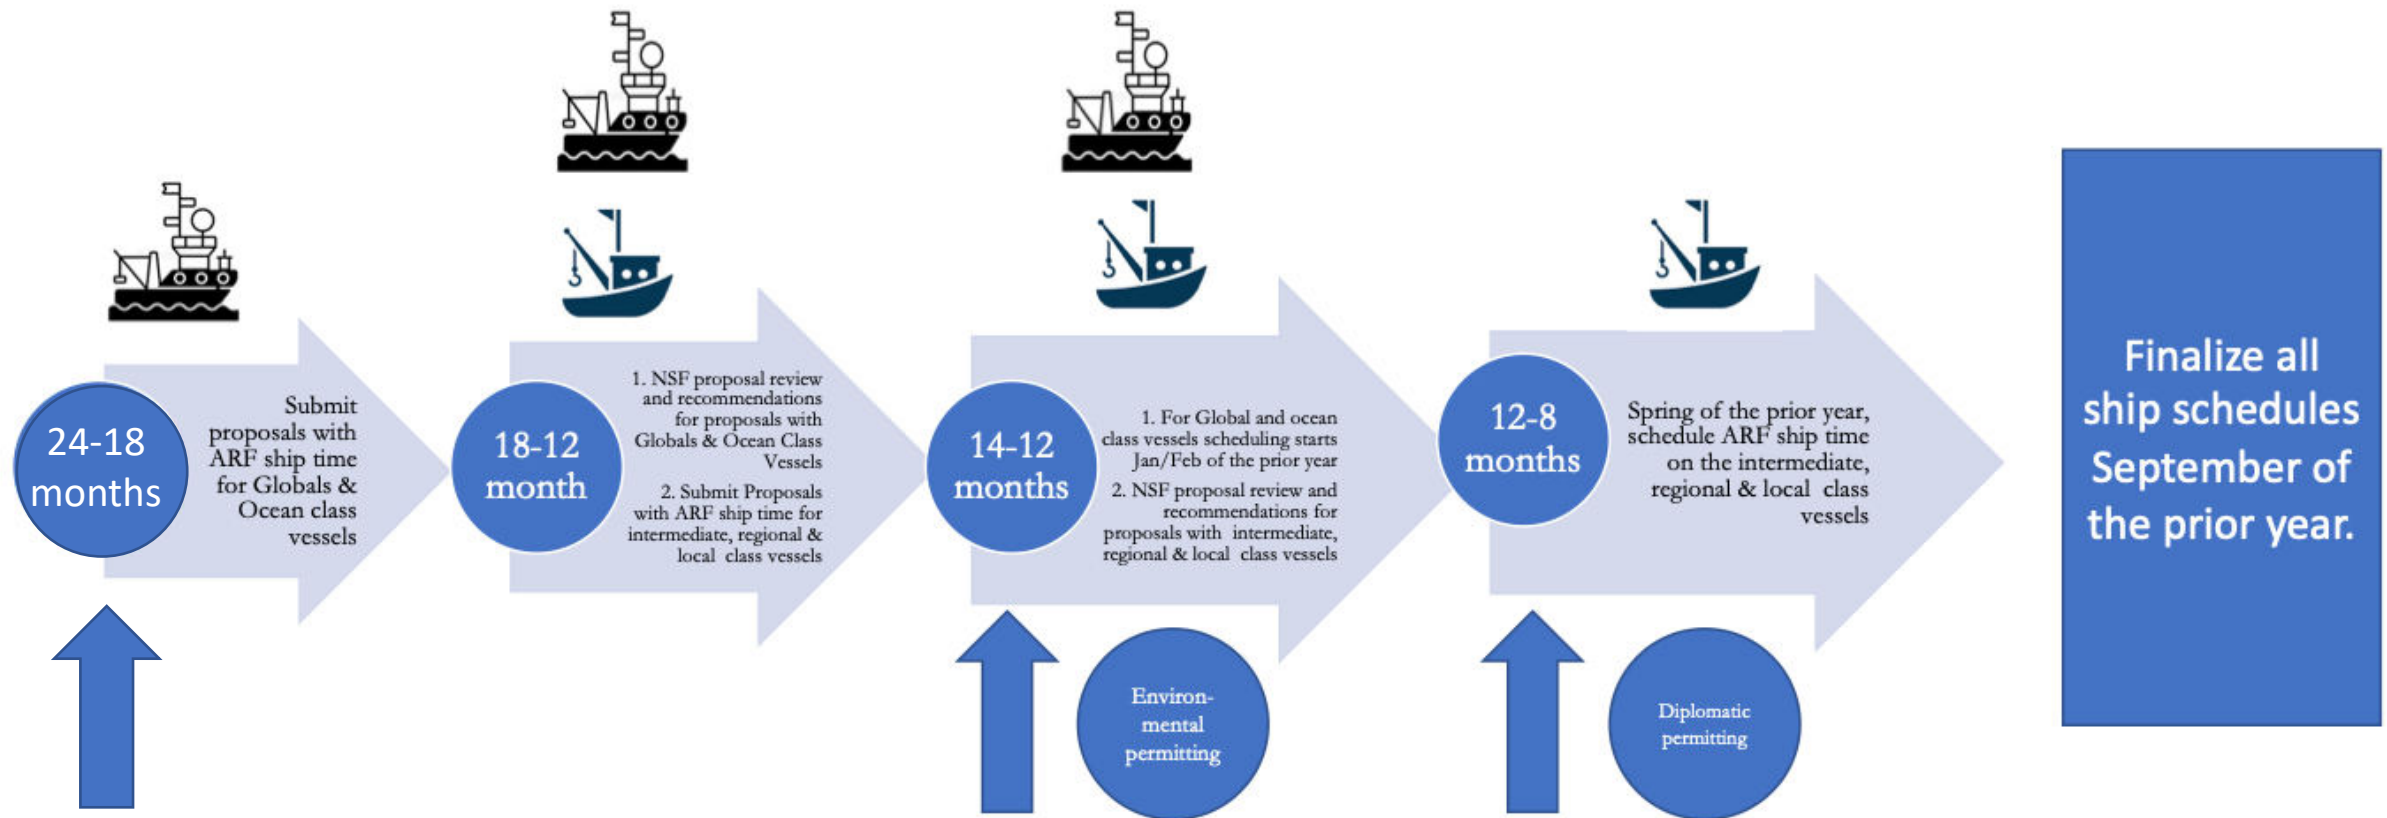 24-18
months
Submit
proposals with
ARF ship time
for Globals &
Ocean class
vessels
18-12
month
1. NSF proposal review
and recommendations
for proposals with
Globals & Ocean Class
Vessels
2. Submit Proposals
with ARF ship time for
intermediate, regional &
local class vessels
14-12
months
1. For Global and ocean
class vessels scheduling starts
Jan/Feb of the prior year
2. NSF proposal review and
recommendations for
proposals with intermediate,
regional & local class vessels
Environ-
mental
permitting
12-8
months
Spring of the prior year,
schedule ARF ship time
on the intermediate,
regional & local class
vessels
Diplomatic
permitting
Finalize all
ship schedules
September of
the prior year.